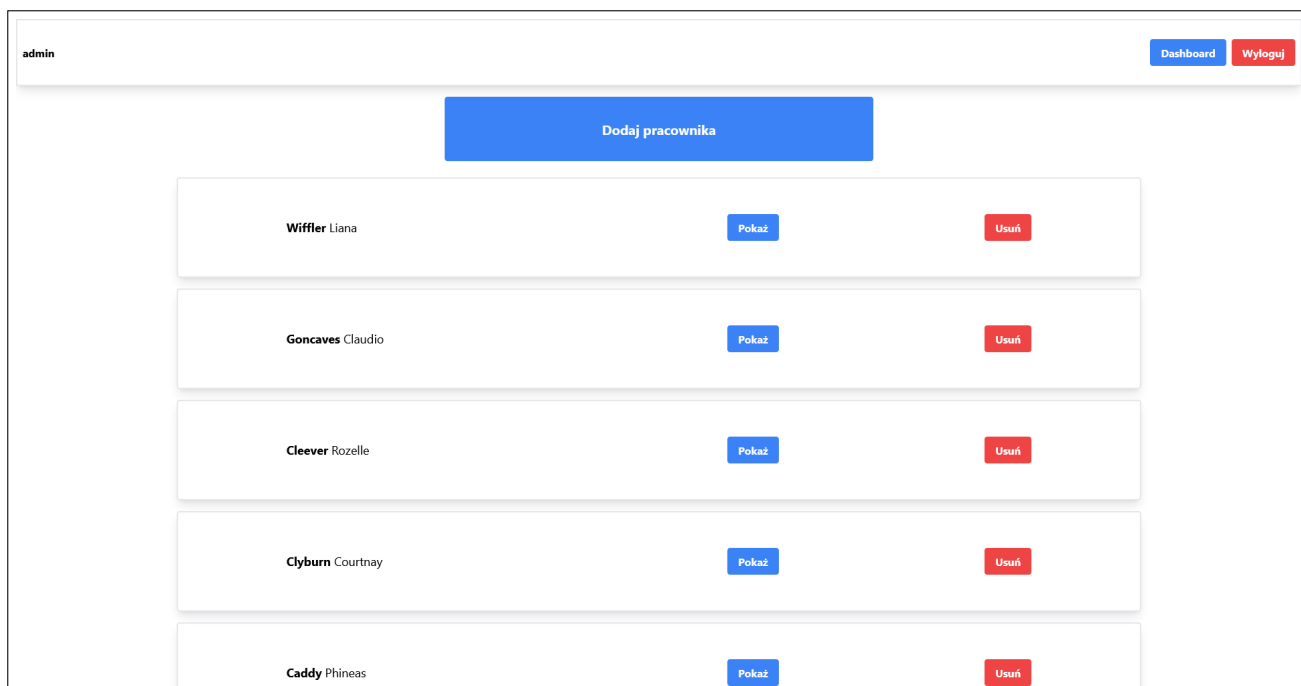 admin Dashboard Wyloguj
Dodaj pracownika
Wiffler Liana Pokaż Usuń
Goncaves Claudio Pokaż Usuń
Cleever Rozelle Pokaż Usuń
Clyburn Courtnay Pokaż Usuń
Caddy Phineas Pokaż Usuń